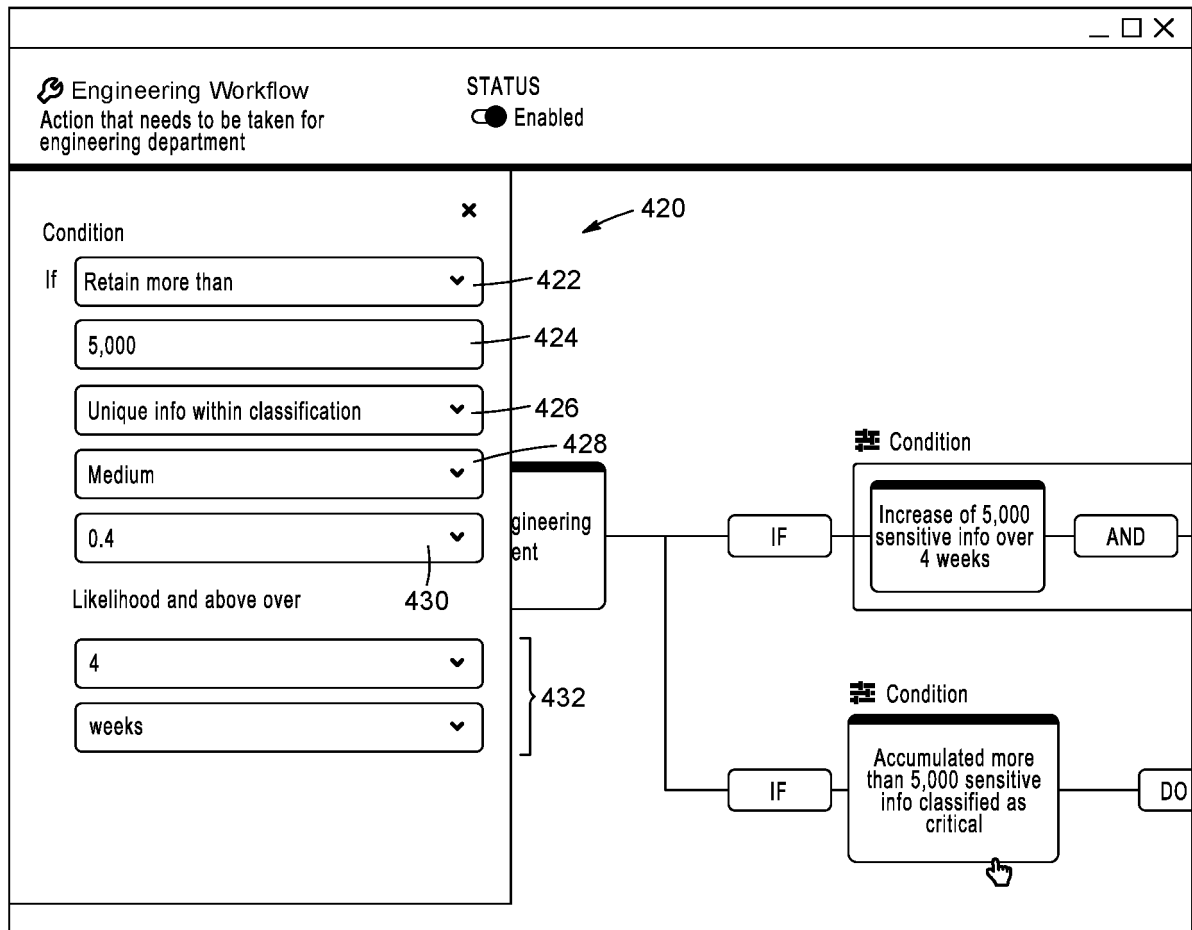 Engineering Workflow
Action that needs to be taken for
engineering department
STATUS
Enabled
Condition
If
Retain more than
422
5,000
424
Unique info within classification
426
Medium
428
0.4
430
Likelihood and above over
4
weeks
432
420
gineering
ent
IF
Condition
Increase of 5,000
sensitive info over
4 weeks
AND
IF
Condition
Accumulated more
than 5,000 sensitive
info classified as
critical
DO